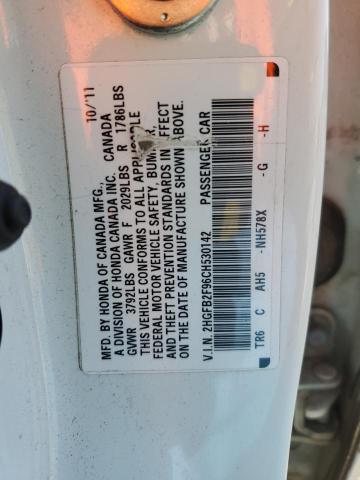 MFD. BY HONDA OF CANADA MFG., 10/'11
A DIVISION OF HONDA CANADA INC. CANADA
GVWR 3792LBS GAWR F 2029LBS R 1786LBS
THIS VEHICLE CONFORMS TO ALL APPLICABLE
FEDERAL MOTOR VEHICLE SAFETY, BUMPER,
AND THEFT PREVENTION STANDARDS IN EFFECT
ON THE DATE OF MANUFACTURE SHOWN ABOVE.
V.I.N. 2HGFB2F96CH530142 PASSENGER CAR
TR6 C AH5 -NH578X -G -H